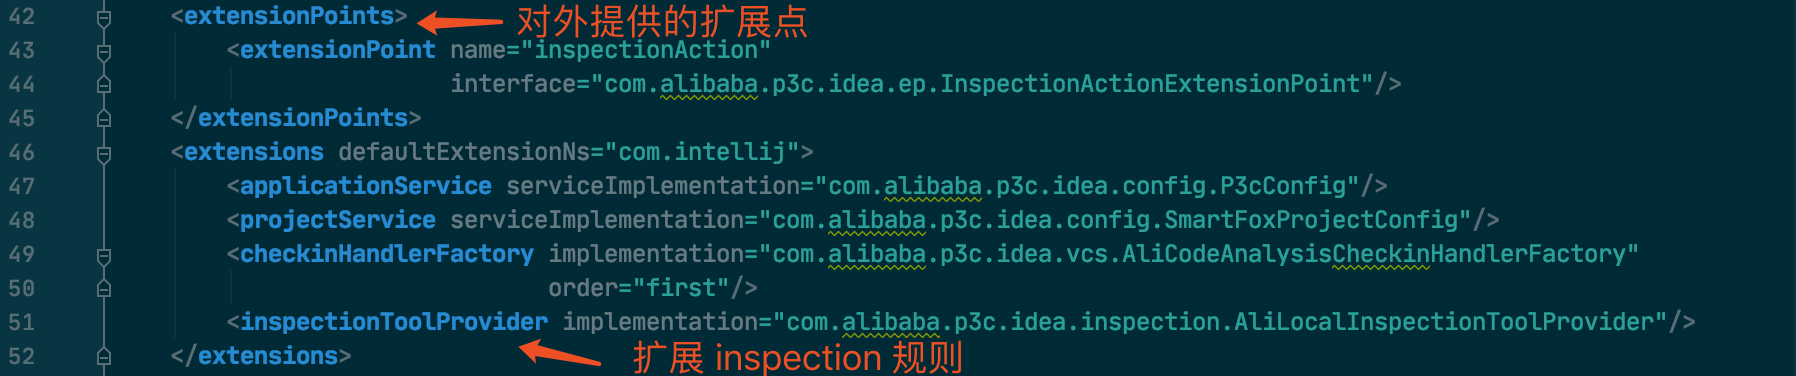 42 <extensionPoints> 对外提供的扩展点
43 <extensionPoint name="inspectionAction"
44 interface="com.alibaba.p3c.idea.ep.InspectionActionExtensionPoint"/>
45 </extensionPoints>
46 <extensions defaultExtensionNs="com.intellij">
47 <applicationService serviceImplementation="com.alibaba.p3c.idea.config.P3cConfig"/>
48 <projectService serviceImplementation="com.alibaba.p3c.idea.config.SmartFoxProjectConfig"/>
49 <checkinHandlerFactory implementation="com.alibaba.p3c.idea.vcs.AliCodeAnalysisCheckinHandlerFactory"
50 order="first"/>
51 <inspectionToolProvider implementation="com.alibaba.p3c.idea.inspection.AliLocalInspectionToolProvider"/>
52 </extensions> 扩展 inspection 规则